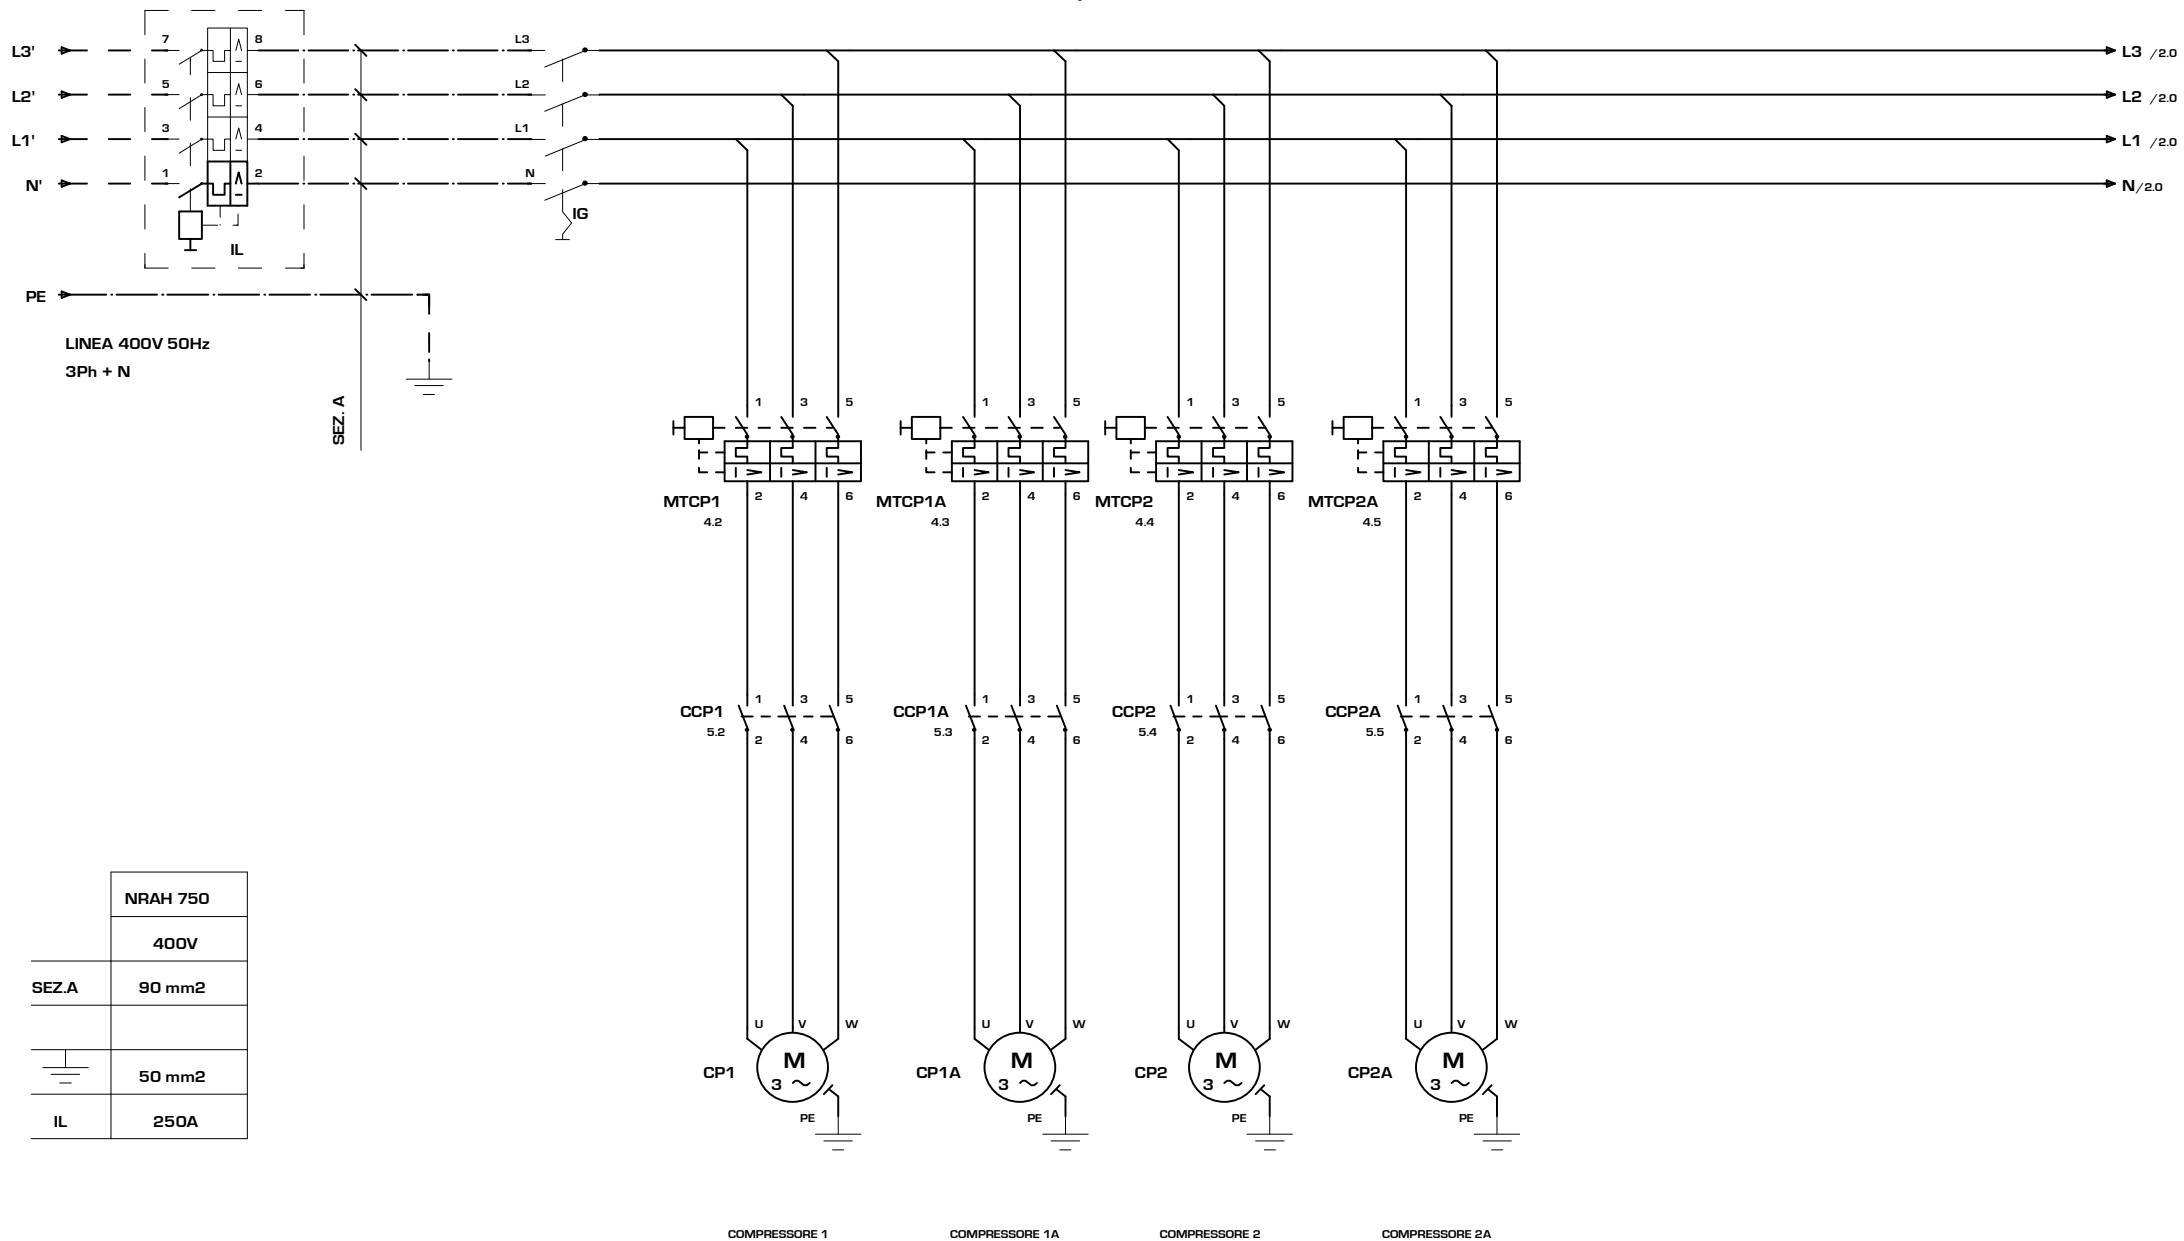 L3' 7 8 L3 L3 /2.0
L2' 5 6 L2 L2 /2.0
L1' 3 4 L1 L1 /2.0
N' 1 2 N N/2.0
IG
IL
PE
LINEA 400V 50Hz
3Ph + N
SEZ. A
1 3 5 1 3 5 1 3 5 1 3 5
MTCP1 2 4 6 MTCP1A 2 4 6 MTCP2 2 4 6 MTCP2A 2 4 6
4.2 4.3 4.4 4.5
1 3 5 1 3 5 1 3 5 1 3 5
CCP1 CCP1A CCP2 CCP2A
5.2 2 4 6 5.3 2 4 6 5.4 2 4 6 5.5 2 4 6
NRAH 750
400V
SEZ.A 90 mm2
50 mm2
IL 250A
U V W U V W U V W U V W
M M M M
CP1 CP1A CP2 CP2A
3 ~ 3 ~ 3 ~ 3 ~
PE PE PE PE
COMPRESSORE 1 COMPRESSORE 1A COMPRESSORE 2 COMPRESSORE 2A